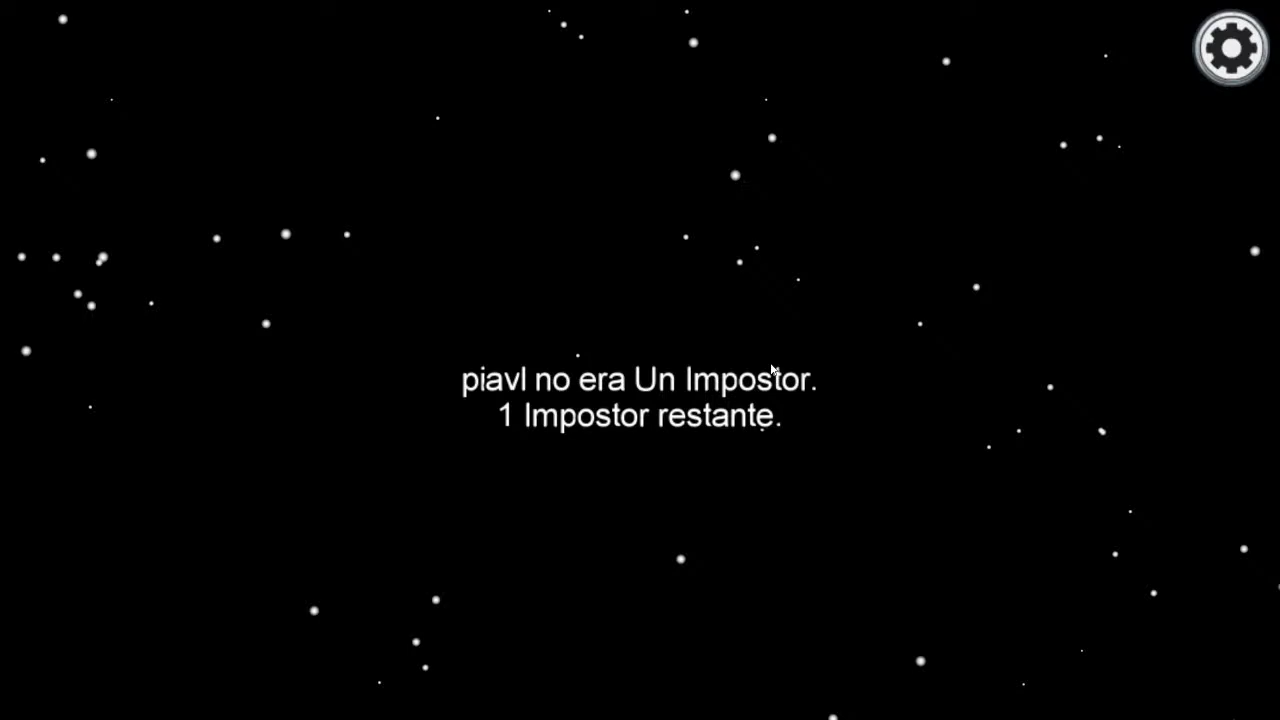 piavl no era Un Impostor.
1 Impostor restante.